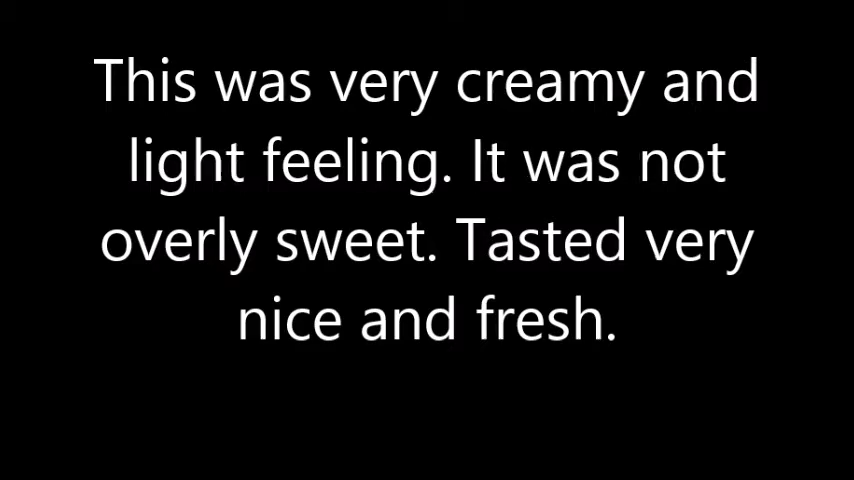 This was very creamy and
light feeling. It was not
overly sweet. Tasted very
nice and fresh.